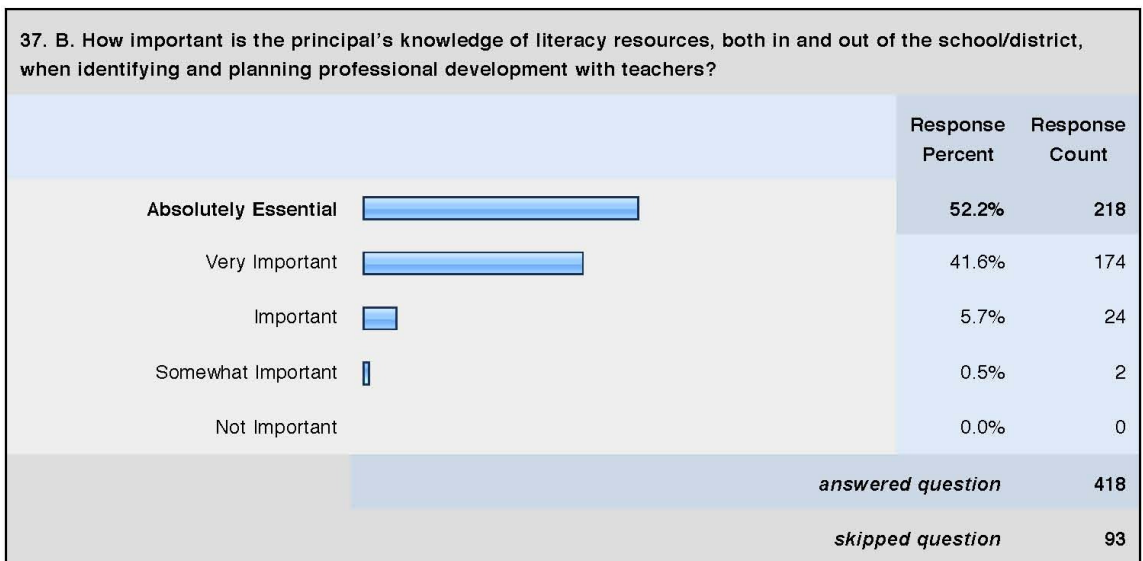 37. B. How important is the principal's knowledge of literacy resources, both in and out of the school/district,
when identifying and planning professional development with teachers?
Response Percent Response Count
Absolutely Essential 52.2% 218
Very Important 41.6% 174
Important 5.7% 24
Somewhat Important 0.5% 2
Not Important 0.0% 0
answered question 418
skipped question 93